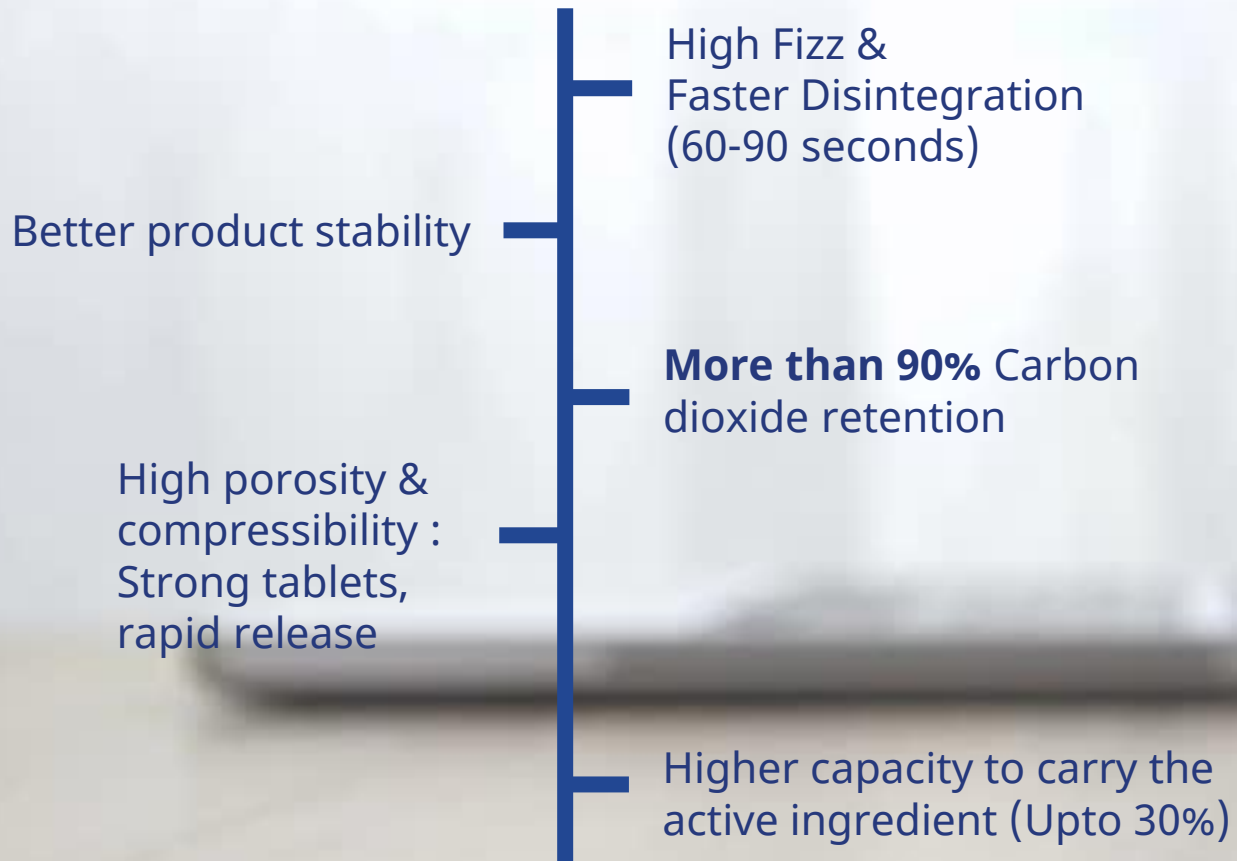 High Fizz &
Faster Disintegration
(60-90 seconds)
Better product stability
More than 90% Carbon
dioxide retention
High porosity &
compressibility :
Strong tablets,
rapid release
Higher capacity to carry the
active ingredient (Upto 30%)